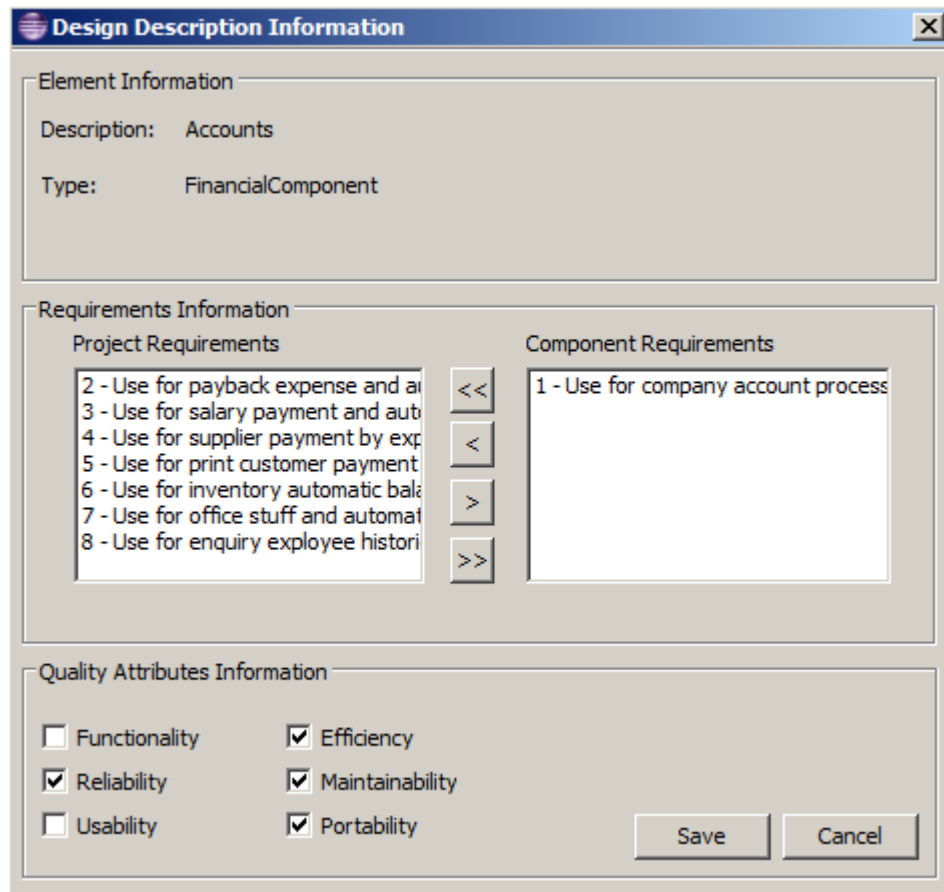 Design Description Information
Element Information
Description: Accounts
Type: FinancialComponent
Requirements Information
Project Requirements
2 - Use for payback expense and au
3 - Use for salary payment and auto
4 - Use for supplier payment by exp
5 - Use for print customer payment
6 - Use for inventory automatic bala
7 - Use for office stuff and automat
8 - Use for enquiry exployee histori
<<
<
>
>>
Component Requirements
1 - Use for company account process
Quality Attributes Information
Functionality
Efficiency
Reliability
Maintainability
Usability
Portability
Save
Cancel